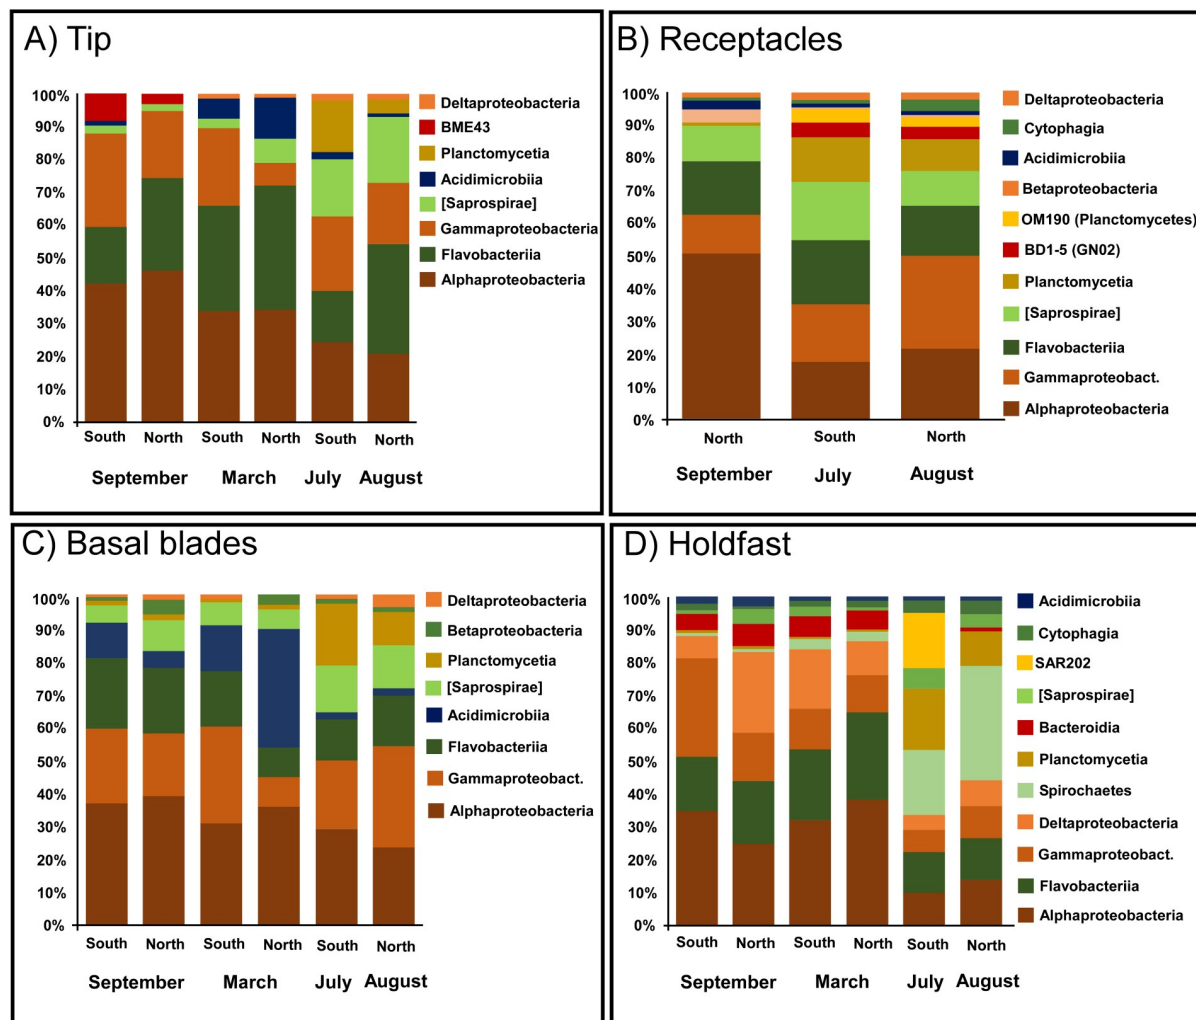 A) Tip
100%
90%
80%
70%
60%
50%
40%
30%
20%
10%
0%
South North South North South North
September March July August
Deltaproteobacteria
BME43
Planctomycetia
Acidimicrobiia
[Saprospirae]
Gammaproteobacteria
Flavobacteriia
Alphaproteobacteria
B) Receptacles
100%
90%
80%
70%
60%
50%
40%
30%
20%
10%
0%
North South North
September July August
Deltaproteobacteria
Cytophagia
Acidimicrobiia
Betaproteobacteria
OM190 (Planctomycetes)
BD1-5 (GN02)
Planctomycetia
[Saprospirae]
Flavobacteriia
Gammaproteobact.
Alphaproteobacteria
C) Basal blades
100%
90%
80%
70%
60%
50%
40%
30%
20%
10%
0%
South North South North South North
September March July August
Deltaproteobacteria
Betaproteobacteria
Planctomycetia
[Saprospirae]
Acidimicrobiia
Flavobacteriia
Gammaproteobact.
Alphaproteobacteria
D) Holdfast
100%
90%
80%
70%
60%
50%
40%
30%
20%
10%
0%
South North South North South North
September March July August
Acidimicrobiia
Cytophagia
SAR202
[Saprospirae]
Bacteroidia
Planctomycetia
Spirochaetes
Deltaproteobacteria
Gammaproteobact.
Flavobacteriia
Alphaproteobacteria